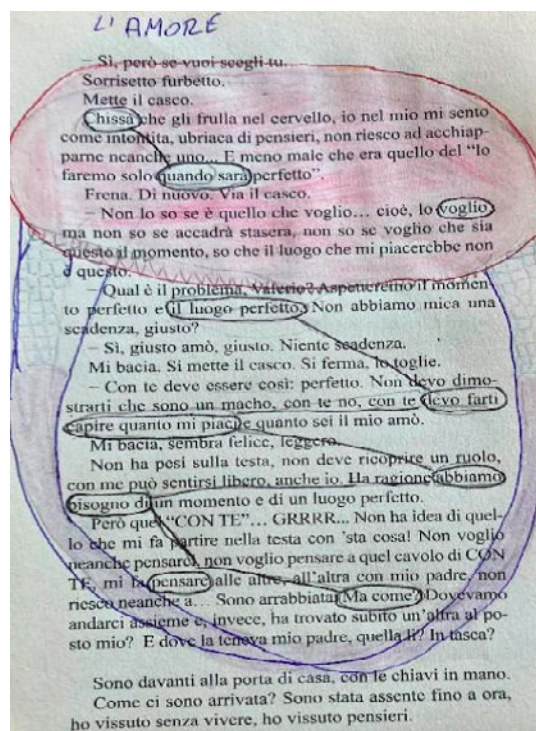 L'AMORE
– Sì, però se vuoi scegli tu.
Sorrisetto furbetto.
Mette il casco.
Chissà che gli frulla nel cervello, io nel mio mi sento
come intontita, ubriaca di pensieri, non riesco ad acchiap-
parne neanche uno... E meno male che era quello del “lo
faremo solo quando sarà perfetto”.
Frena. Di nuovo. Via il casco.
– Non lo so se è quello che voglio... cioè, lo voglio
ma non so se accadrà stasera, non so se voglio che sia
questo il momento, so che il luogo che mi piacerebbe non
è questo.
– Qual è il problema, Valerio? Aspetteremo il momen
to perfetto e il luogo perfetto. Non abbiamo mica una
scadenza, giusto?
– Sì, giusto amò, giusto. Niente scadenza.
Mi bacia. Si mette il casco. Si ferma, lo toglie.
– Con te deve essere così: perfetto. Non devo dimo-
strarti che sono un macho, con te no, con te devo farti
capire quanto mi piaci e quanto sei il mio amò.
Mi bacia, sembra felice, leggero.
Non ha pesi sulla testa, non deve ricoprire un ruolo,
con me può sentirsi libero, anche io. Ha ragione abbiamo
bisogno di un momento e di un luogo perfetto.
Però quel “CON TE”... GRRRR... Non ha idea di quel-
lo che mi fa partire nella testa con 'sta cosa! Non voglio
neanche pensare, non voglio pensare a quel cavolo di CON
TE, mi fa pensare alle altre, all'altra con mio padre, non
riesco neanche a... Sono arrabbiata! Ma come? Dovevamo
andarci assieme e, invece, ha trovato subito un'altra al po-
sto mio? E dove la teneva mio padre, quella lì? In tasca?
Sono davanti alla porta di casa, con le chiavi in mano.
Come ci sono arrivata? Sono stata assente fino a ora,
ho vissuto senza vivere, ho vissuto pensieri.